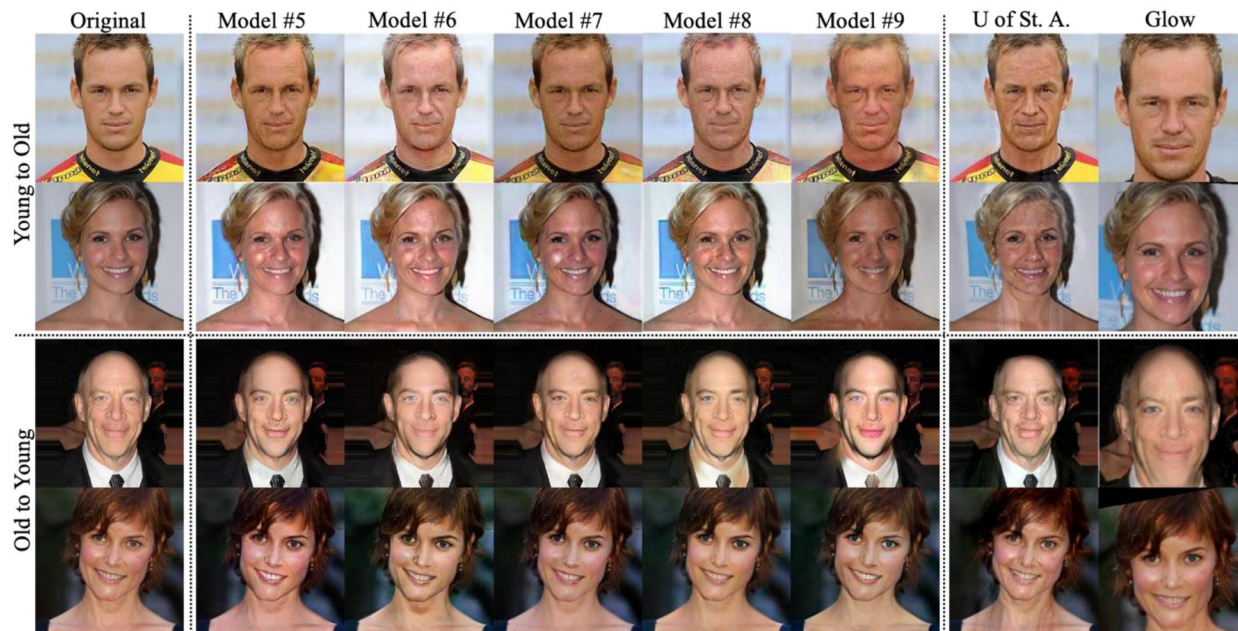 Original Model #5 Model #6 Model #7 Model #8 Model #9 U of St. A. Glow
Young to Old
Old to Young